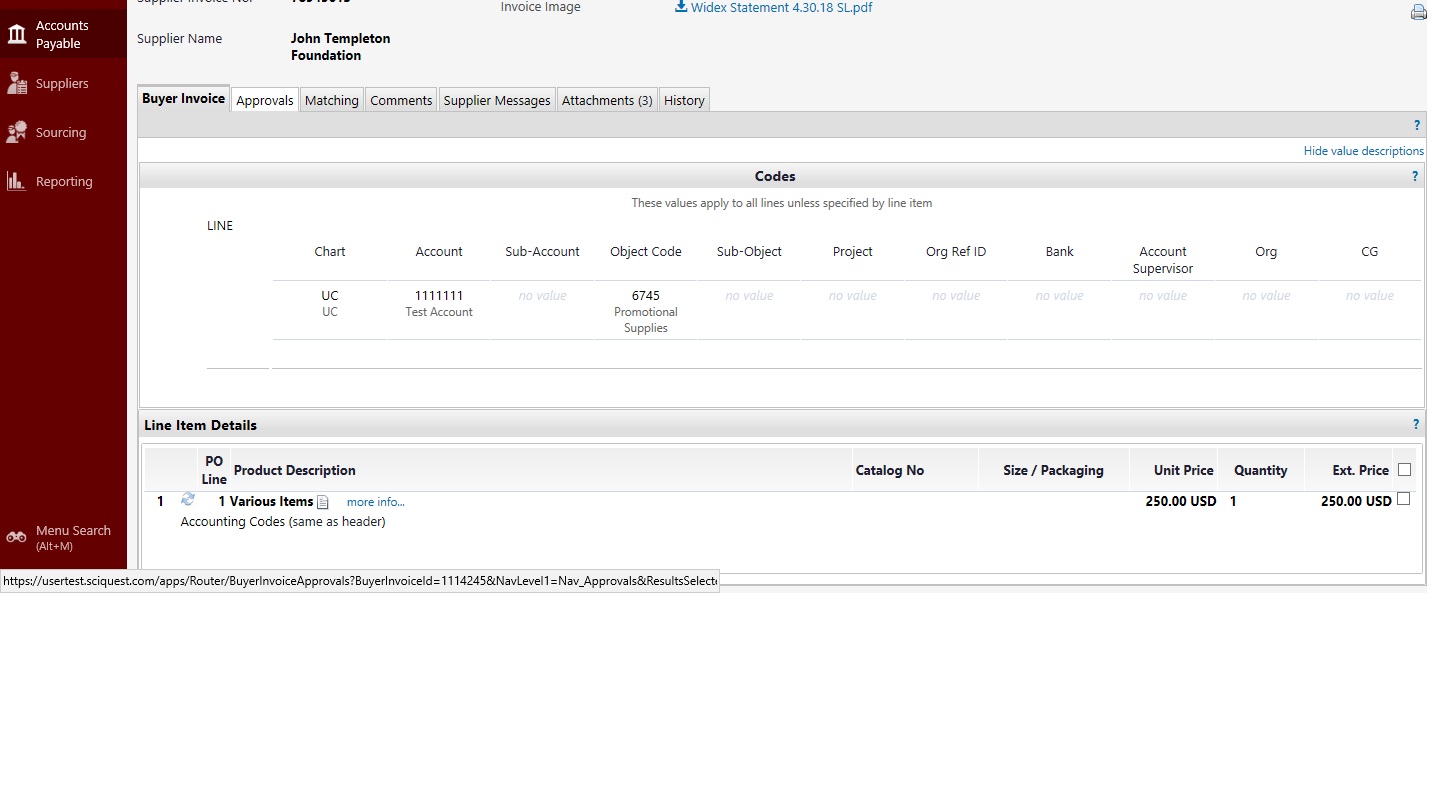 Accounts
Payable
Suppliers
Sourcing
Reporting
Menu Search
(Alt+M)
Invoice Image
Widex Statement 4.30.18 SL.pdf
Supplier Name
John Templeton
Foundation
Buyer Invoice Approvals Matching Comments Supplier Messages Attachments (3) History
?
Hide value descriptions
Codes ?
These values apply to all lines unless specified by line item
LINE
Chart Account Sub-Account Object Code Sub-Object Project Org Ref ID Bank Account Supervisor Org CG
UC 1111111 no value 6745 no value no value no value no value no value no value no value
UC Test Account Promotional
Supplies
Line Item Details ?
PO Line Product Description Catalog No Size / Packaging Unit Price Quantity Ext. Price
1 1 Various Items more info... 250.00 USD 1 250.00 USD
Accounting Codes (same as header)
https://usertest.sciquest.com/apps/Router/BuyerInvoiceApprovals?BuyerInvoiceId=1114245&NavLevel1=Nav_Approvals&ResultsSelecte